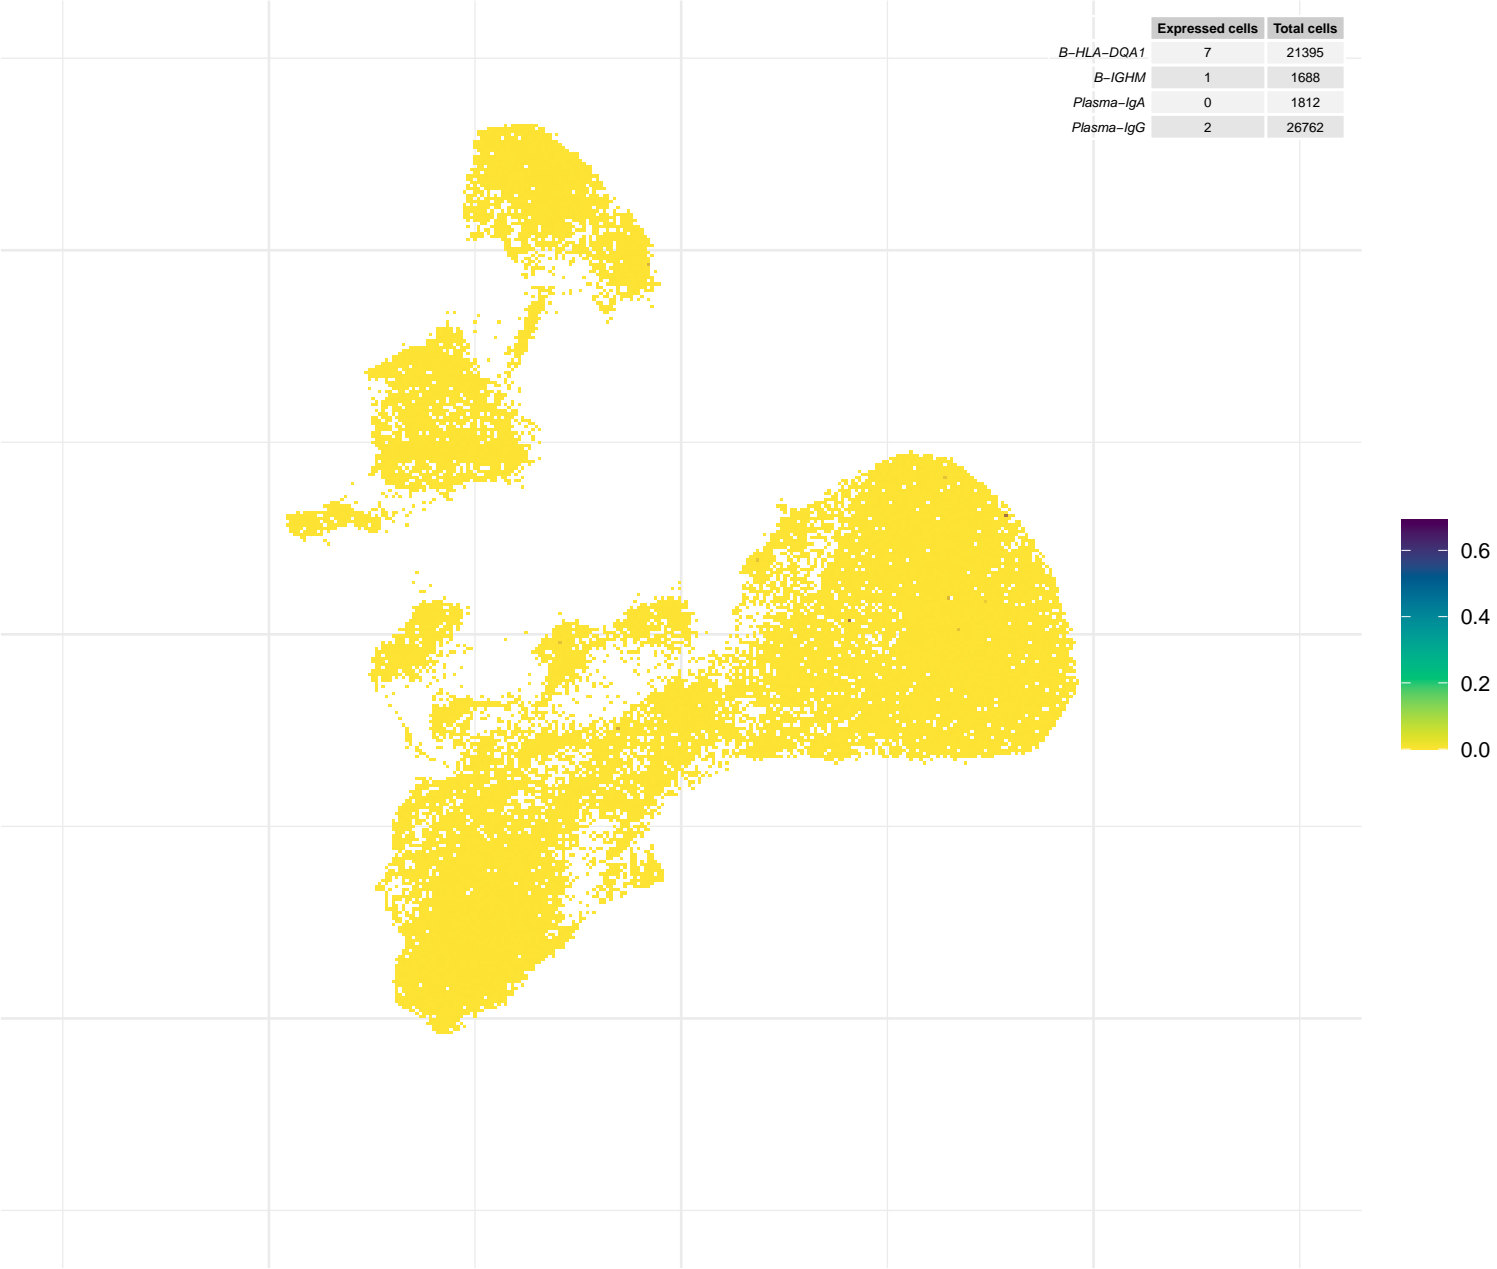 Expressed cells Total cells
B−HLA−DQA1 7 21395
B−IGHM 1 1688
Plasma−IgA 0 1812
Plasma−IgG 2 26762
0.6
0.4
0.2
0.0